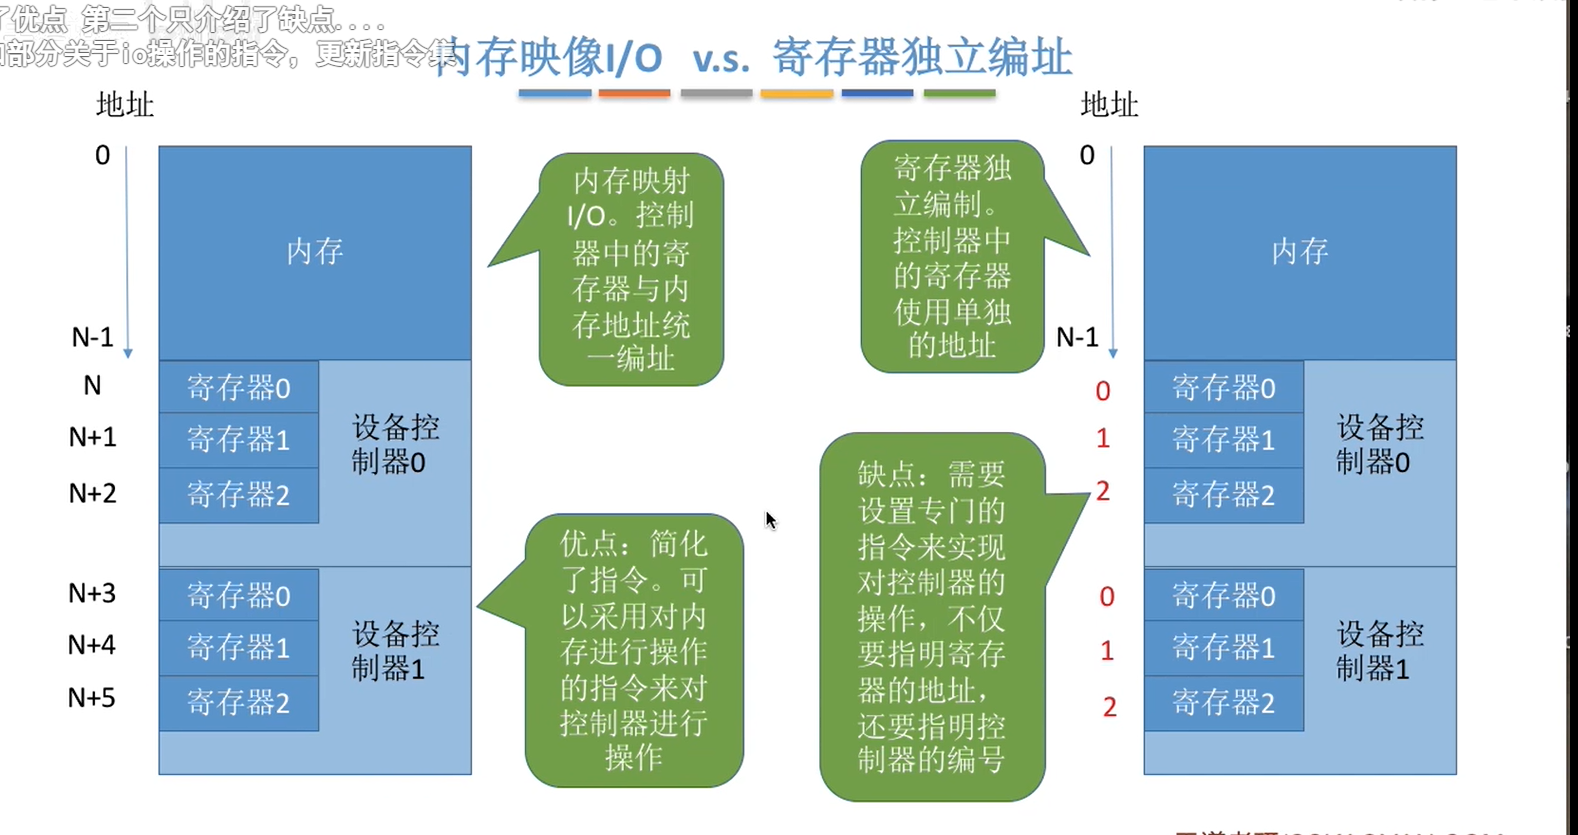 了优点 第二个只介绍了缺点....
部分关于io操作的指令，更新指令集
内存映像I/O v.s. 寄存器独立编址
地址
0
N-1
N
N+1
N+2
N+3
N+4
N+5
内存
寄存器0
寄存器1
寄存器2
设备控
制器0
寄存器0
寄存器1
寄存器2
设备控
制器1
内存映射
I/O。控制
器中的寄
存器与内
存地址统
一编址
优点：简化
了指令。可
以采用对内
存进行操作
的指令来对
控制器进行
操作
寄存器独
立编制。
控制器中
的寄存器
使用单独
的地址
缺点：需要
设置专门的
指令来实现
对控制器的
操作，不仅
要指明寄存
器的地址，
还要指明控
制器的编号
地址
0
N-1
0
1
2
0
1
2
内存
寄存器0
寄存器1
寄存器2
设备控
制器0
寄存器0
寄存器1
寄存器2
设备控
制器1